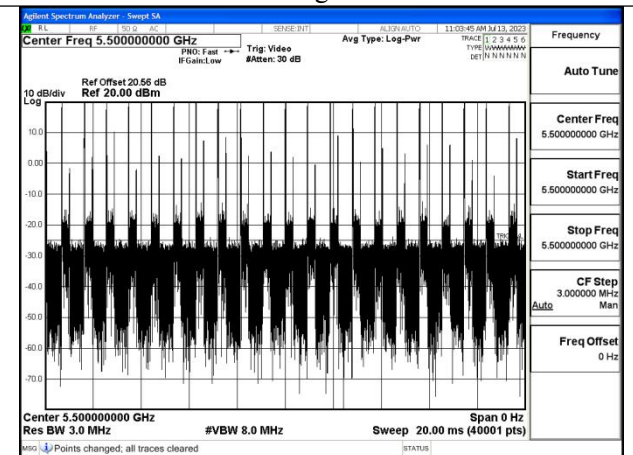 Agilent Spectrum Analyzer - Swept SA
RL RF 50 Ω AC SENSE:INT ALIGN AUTO 11:03:45 AM Jul 13, 2023
Center Freq 5.500000000 GHz
PNO: Fast
IFGain:Low
Trig: Video
#Atten: 30 dB
Avg Type: Log-Pwr
TRACE 1 2 3 4 5 6
TYPE
DET N N N N N N
Ref Offset 20.56 dB
10 dB/div Ref 20.00 dBm
Log
10.0
0.00
-10.0
-20.0
-30.0
-40.0
-50.0
-60.0
-70.0
Center 5.500000000 GHz Span 0 Hz
Res BW 3.0 MHz #VBW 8.0 MHz Sweep 20.00 ms (40001 pts)
MSG Points changed; all traces cleared STATUS
Frequency
Auto Tune
Center Freq
5.500000000 GHz
Start Freq
5.500000000 GHz
Stop Freq
5.500000000 GHz
CF Step
3.000000 MHz
Auto Man
Freq Offset
0 Hz